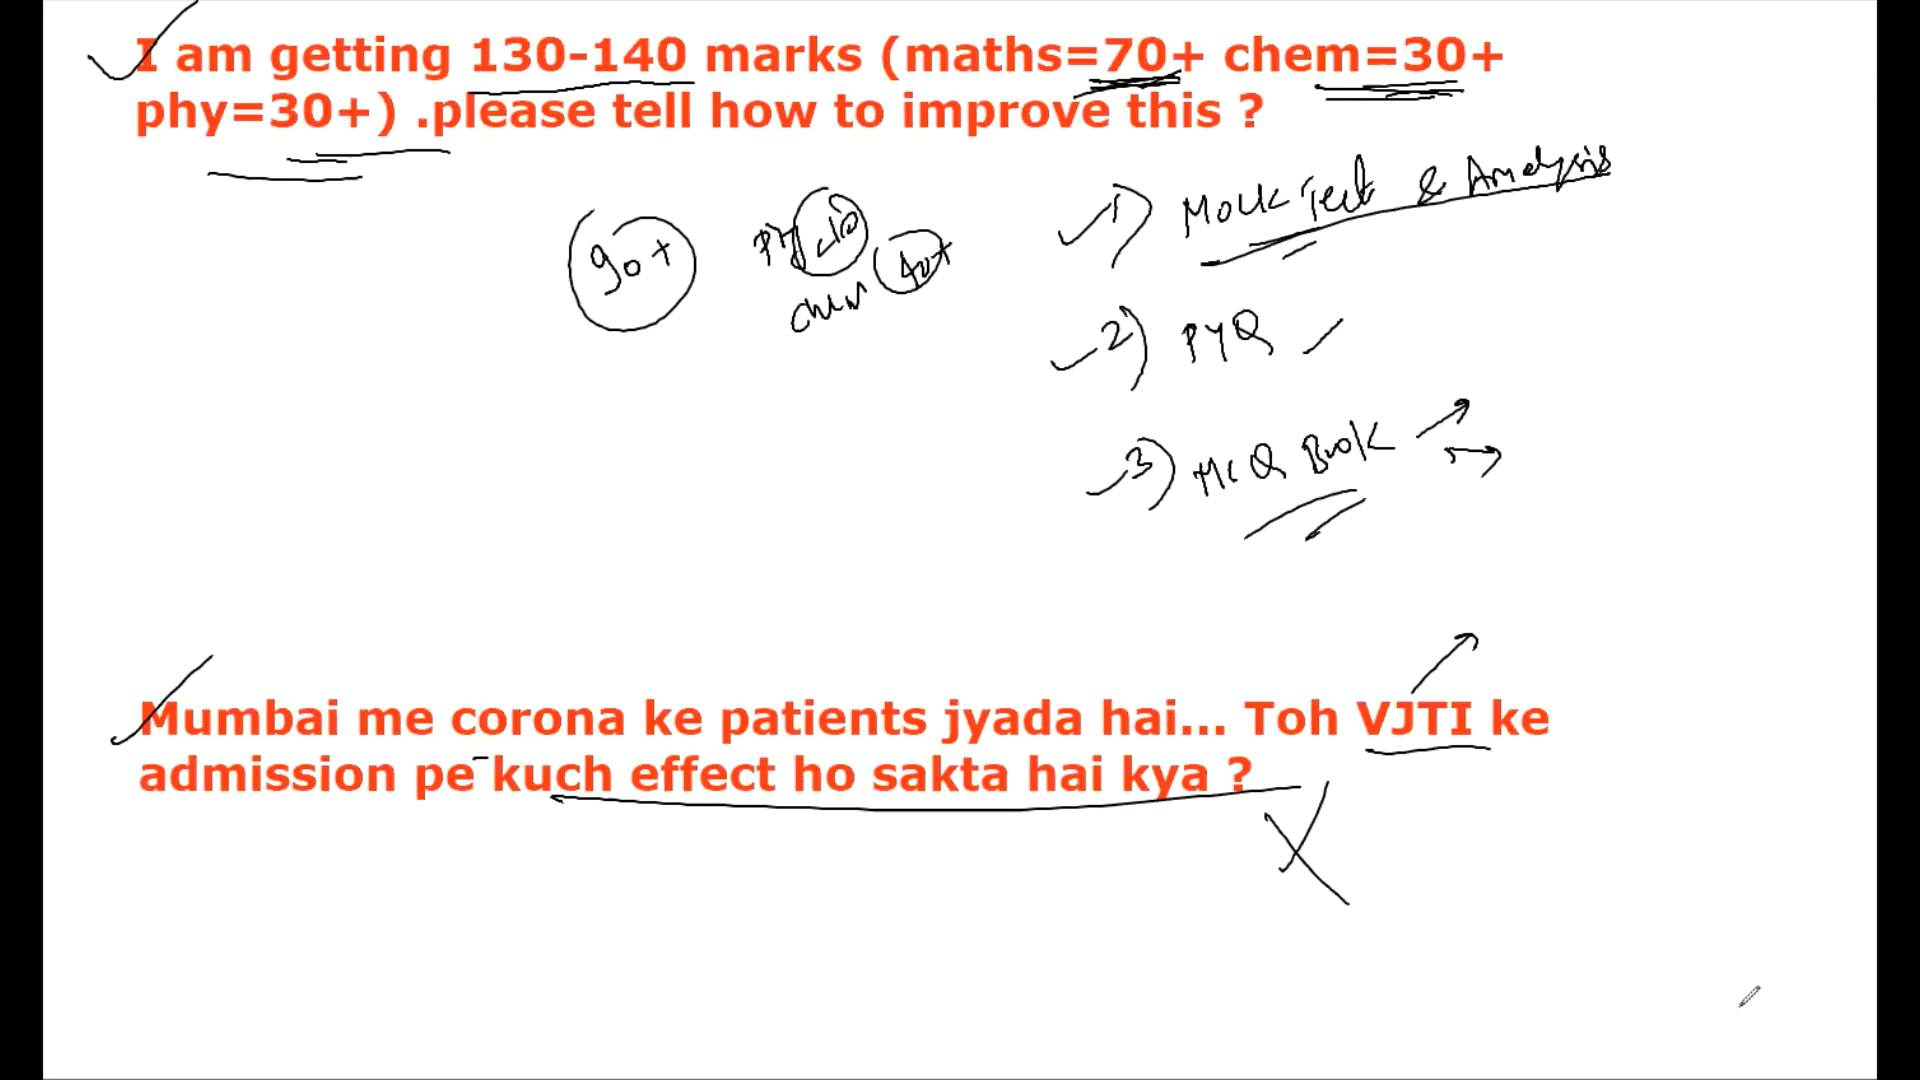 I am getting 130-140 marks (maths=70+ chem=30+
phy=30+) .please tell how to improve this ?
1) Mock Test & Analysis
90+
Phy
40+
chem
2) PYQ
3) MCQ Book
Mumbai me corona ke patients jyada hai... Toh VJTI ke
admission pe kuch effect ho sakta hai kya ?